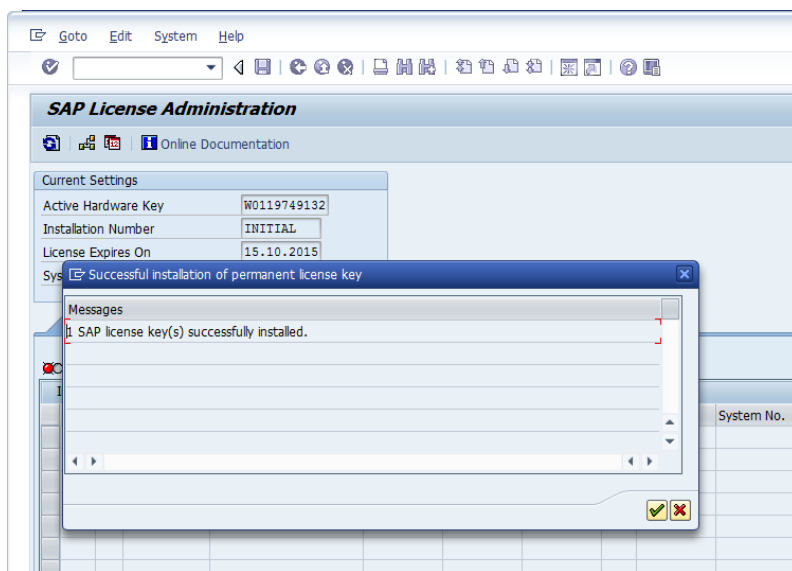 Goto Edit System Help
SAP License Administration
Online Documentation
Current Settings
Active Hardware Key W0119749132
Installation Number INITIAL
License Expires On 15.10.2015
Sys
Successful installation of permanent license key
Messages
1 SAP license key(s) successfully installed.
System No.